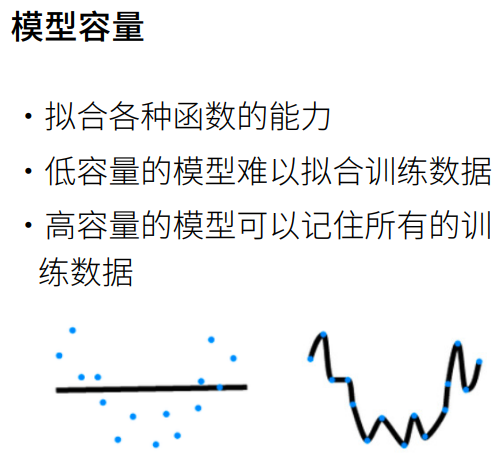 模型容量
• 拟合各种函数的能力
• 低容量的模型难以拟合训练数据
• 高容量的模型可以记住所有的训
练数据